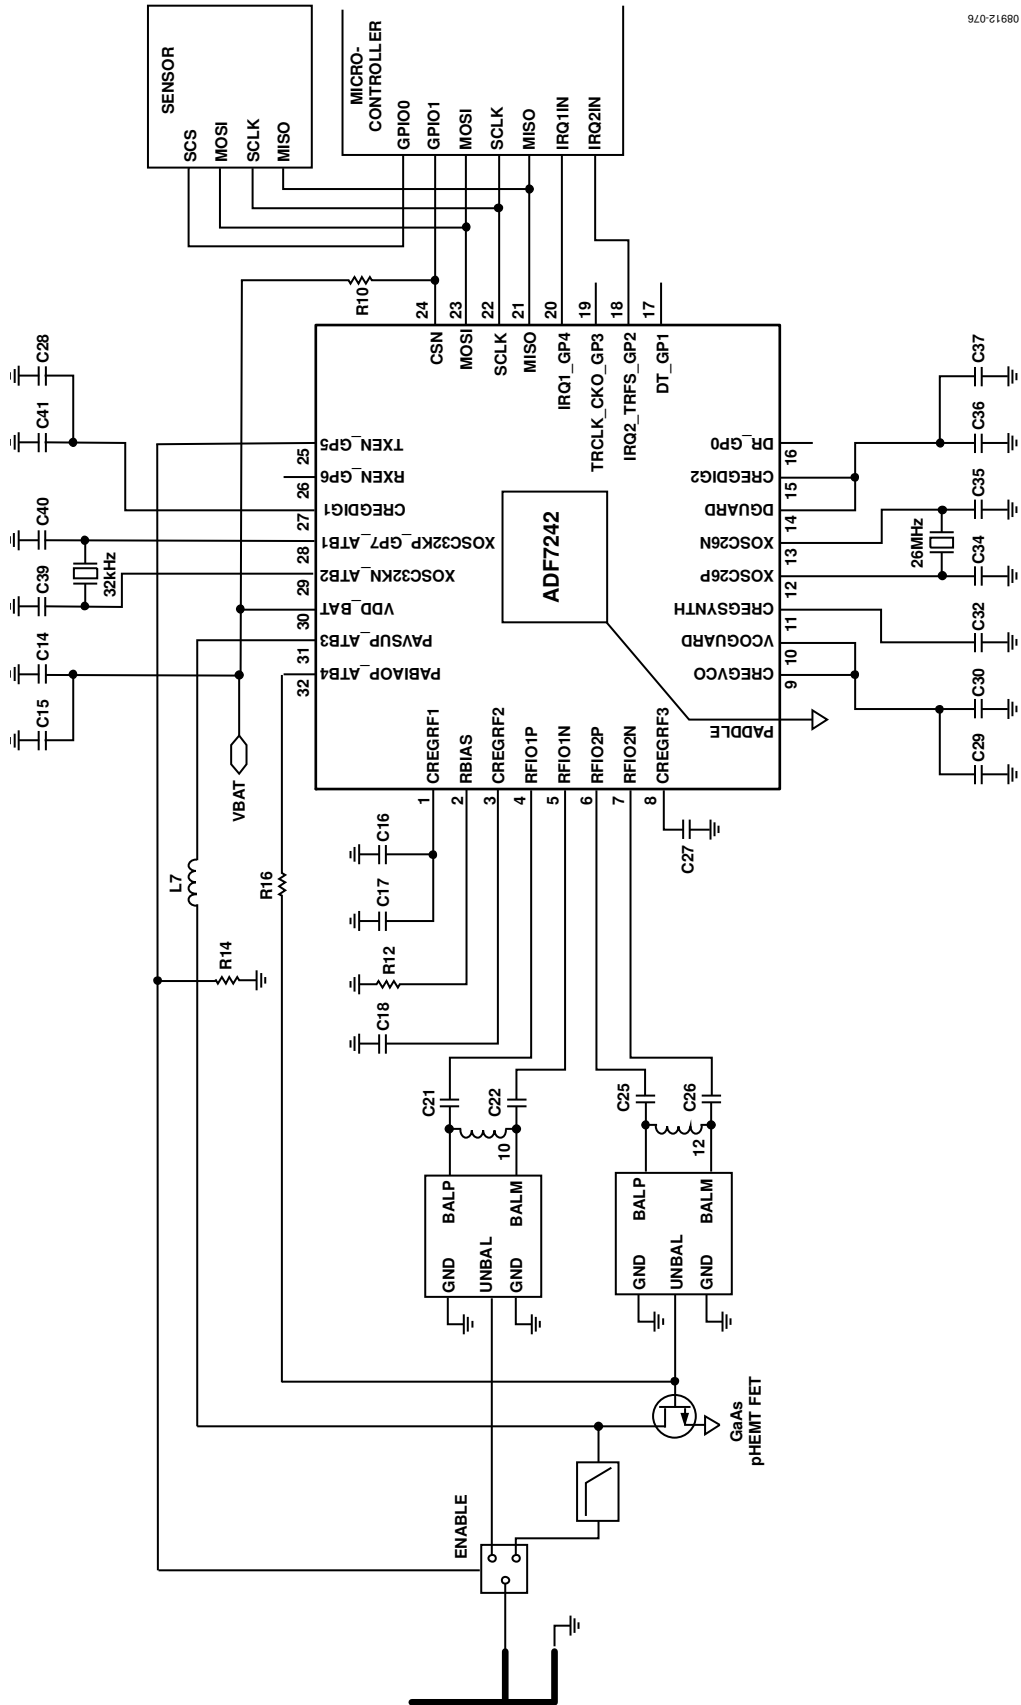 08912-076
SENSOR
SCS
MOSI
SCLK
MISO
MICRO-
CONTROLLER
GPIO0
GPIO1
MOSI
SCLK
MISO
IRQ1IN
IRQ2IN
R10
24
23
22
21
20
19
18
17
CSN
MOSI
SCLK
MISO
IRQ1_GP4
TRCLK_CKO_GP3
IRQ2_TRFS_GP2
DT_GP1
C28
C41
C40
32kHz
C39
C14
C15
VBAT
25
26
27
28
29
30
31
32
TXEN_GP5
RXEN_GP6
CREGDIG1
XOSC32KP_GP7_ATB1
XOSC32KN_ATB2
VDD_BAT
PAVSUP_ATB3
PABIAOP_ATB4
ADF7242
DR_GP0
CREGDIG2
DGUARD
XOSC26N
XOSC26P
CREGSYNTH
VCOGUARD
CREGVCO
PADDLE
16
15
14
13
12
11
10
9
C37
C36
C35
26MHz
C34
C32
C30
C29
CREGRF1
RBIAS
CREGRF2
RFIO1P
RFIO1N
RFIO2P
RFIO2N
CREGRF3
1
2
3
4
5
6
7
8
L7
R16
R14
C16
C17
R12
C18
C27
C21
C22
C25
C26
10
12
BALP
BALM
GND
UNBAL
GND
BALP
BALM
GND
UNBAL
GND
GaAs
pHEMT FET
ENABLE